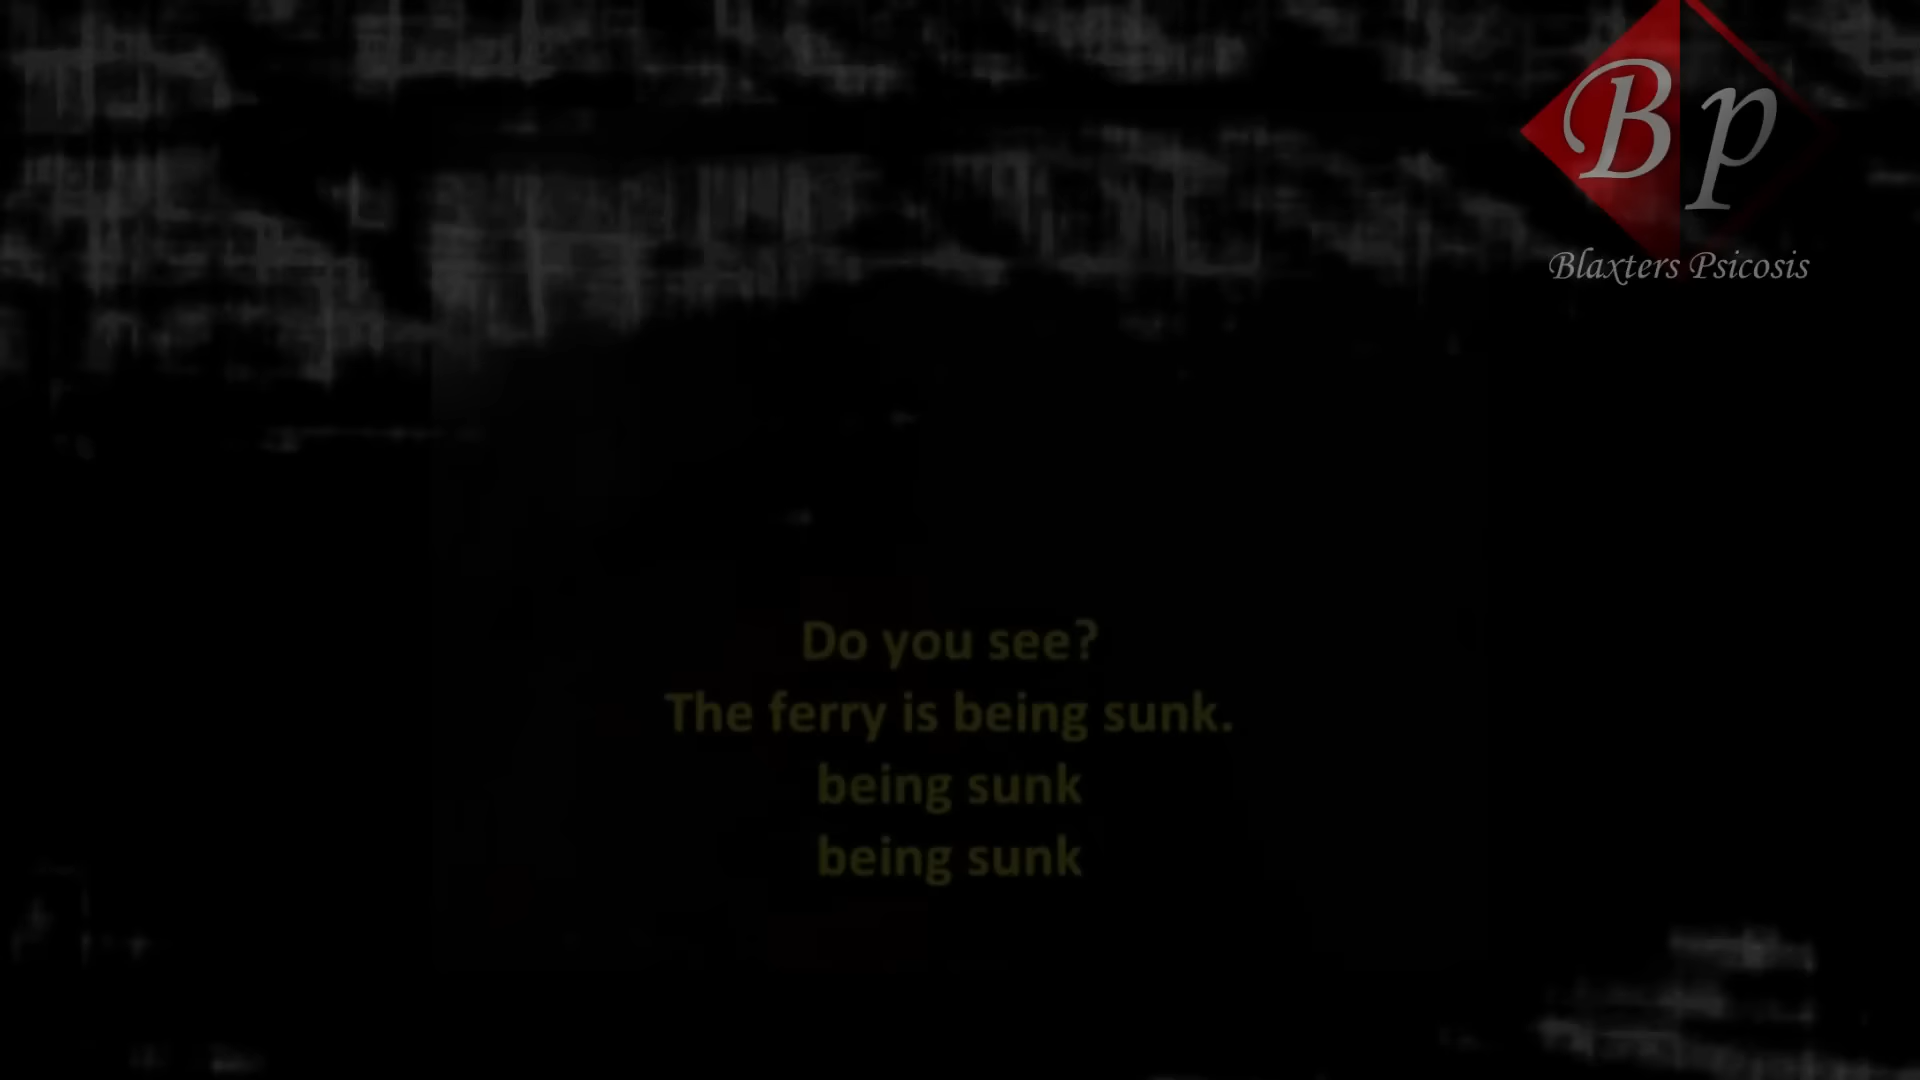 Bp
Blaxters Psicosis
Do you see?
The ferry is being sunk.
being sunk
being sunk